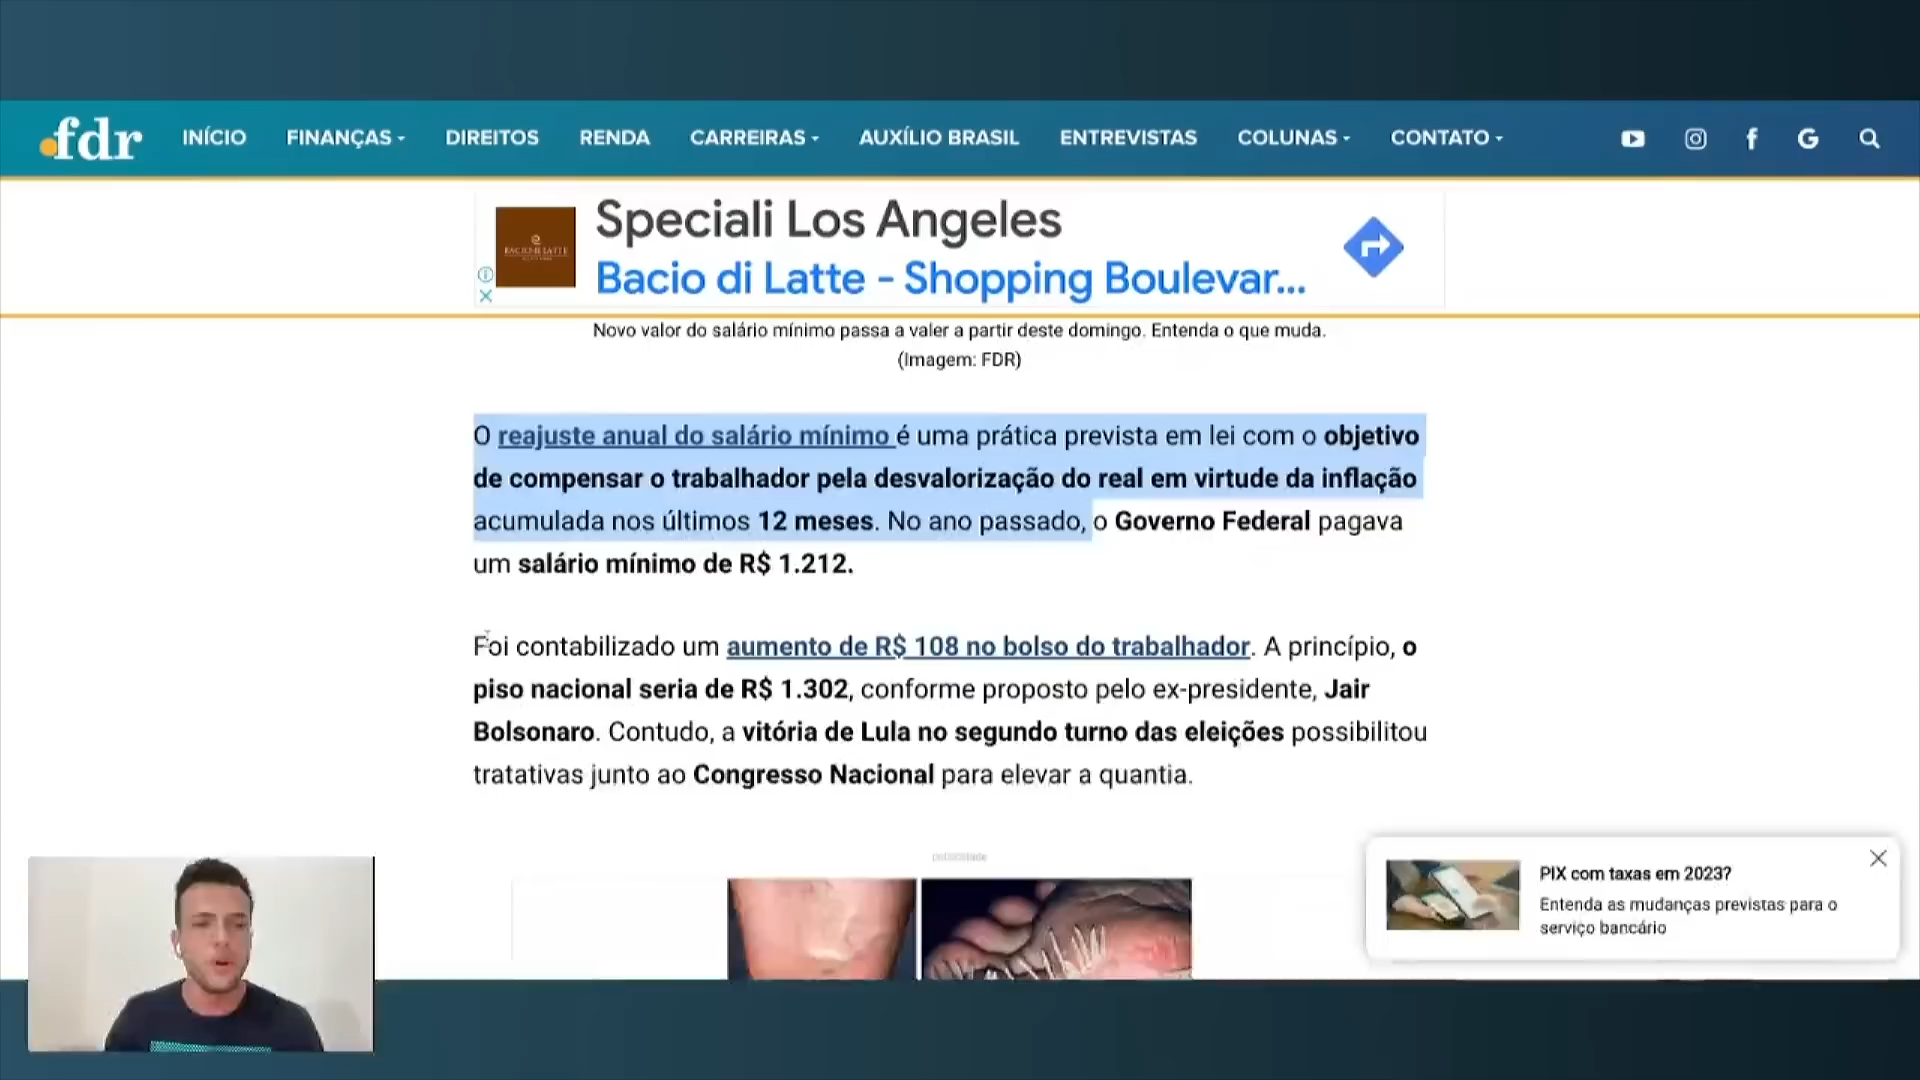 fdr
INÍCIO FINANÇAS DIREITOS RENDA CARREIRAS AUXÍLIO BRASIL ENTREVISTAS COLUNAS CONTATO
Speciali Los Angeles
BACIO DI LATTE
Bacio di Latte - Shopping Boulevar...
Novo valor do salário mínimo passa a valer a partir deste domingo. Entenda o que muda.
(Imagem: FDR)
O reajuste anual do salário mínimo é uma prática prevista em lei com o objetivo
de compensar o trabalhador pela desvalorização do real em virtude da inflação
acumulada nos últimos 12 meses. No ano passado, o Governo Federal pagava
um salário mínimo de R$ 1.212.
Foi contabilizado um aumento de R$ 108 no bolso do trabalhador. A princípio, o
piso nacional seria de R$ 1.302, conforme proposto pelo ex-presidente, Jair
Bolsonaro. Contudo, a vitória de Lula no segundo turno das eleições possibilitou
tratativas junto ao Congresso Nacional para elevar a quantia.
publicidade
PIX com taxas em 2023?
Entenda as mudanças previstas para o
serviço bancário